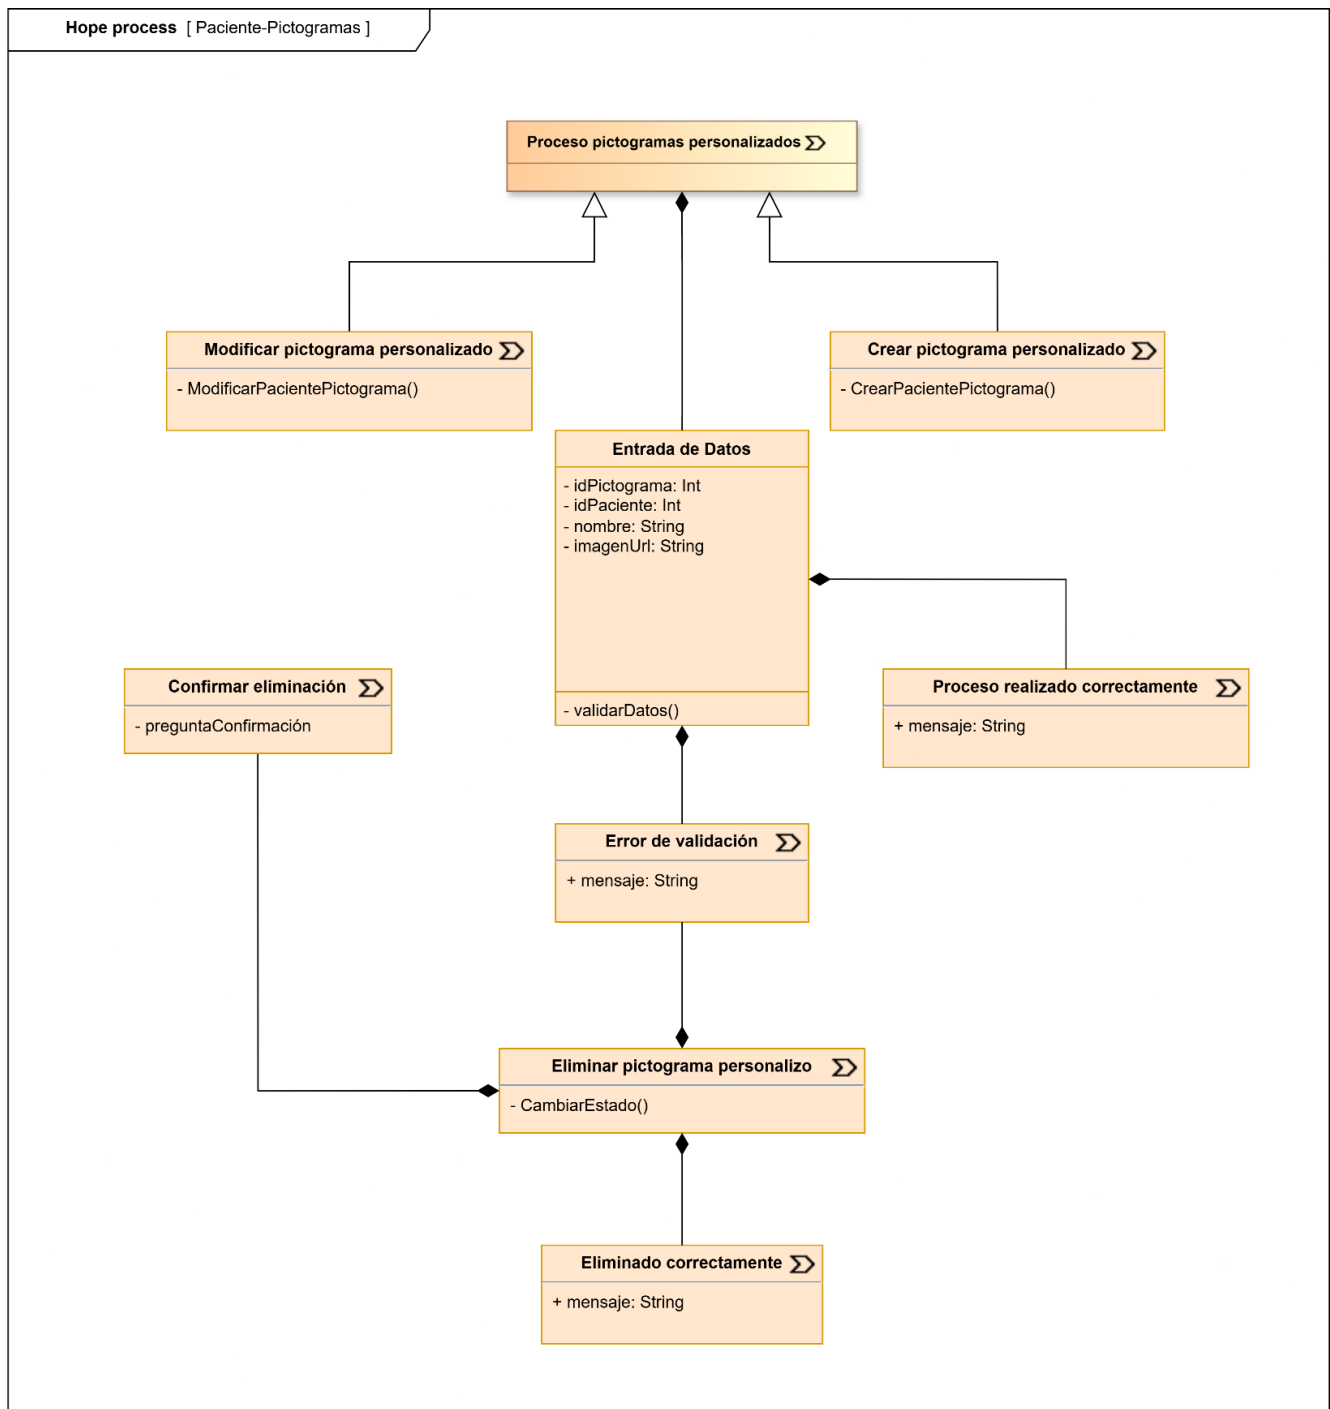 Hope process [ Paciente-Pictogramas ]
Proceso pictogramas personalizados
Modificar pictograma personalizado
- ModificarPacientePictograma()
Crear pictograma personalizado
- CrearPacientePictograma()
Entrada de Datos
- idPictograma: Int
- idPaciente: Int
- nombre: String
- imagenUrl: String
- validarDatos()
Confirmar eliminación
- preguntaConfirmación
Proceso realizado correctamente
+ mensaje: String
Error de validación
+ mensaje: String
Eliminar pictograma personalizo
- CambiarEstado()
Eliminado correctamente
+ mensaje: String